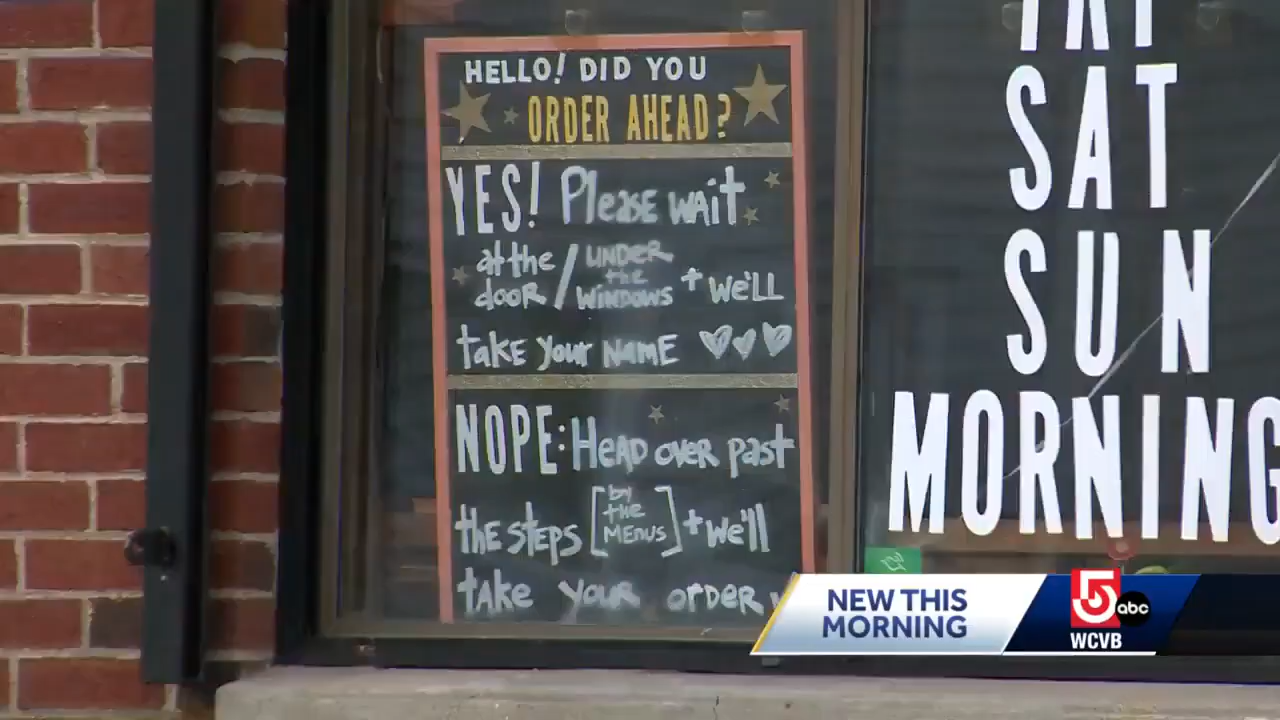 HELLO! DID YOU
ORDER AHEAD?
YES! Please wait
at the door / UNDER the WINDOWS + we'll
take your NAME
NOPE: HEAD over past
the steps [by the MENUS] + we'll
take your order
SAT
SUN
MORNING
NEW THIS
MORNING
5 abc
WCVB